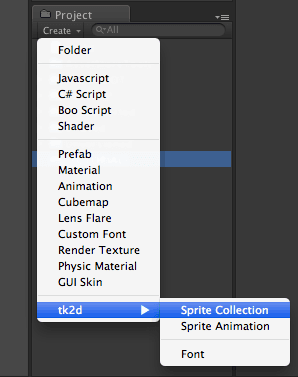 Project
Create
All
Folder
Javascript
C# Script
Boo Script
Shader
Prefab
Material
Animation
Cubemap
Lens Flare
Custom Font
Render Texture
Physic Material
GUI Skin
tk2d
Sprite Collection
Sprite Animation
Font